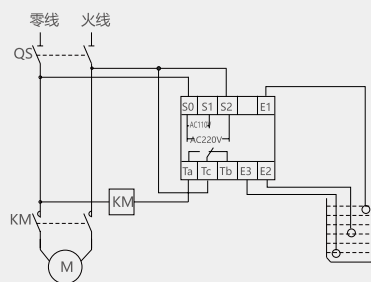 零线 火线
QS
S0 S1 S2 E1
AC110V
AC220V
Ta Tc Tb E3 E2
KM
KM
M